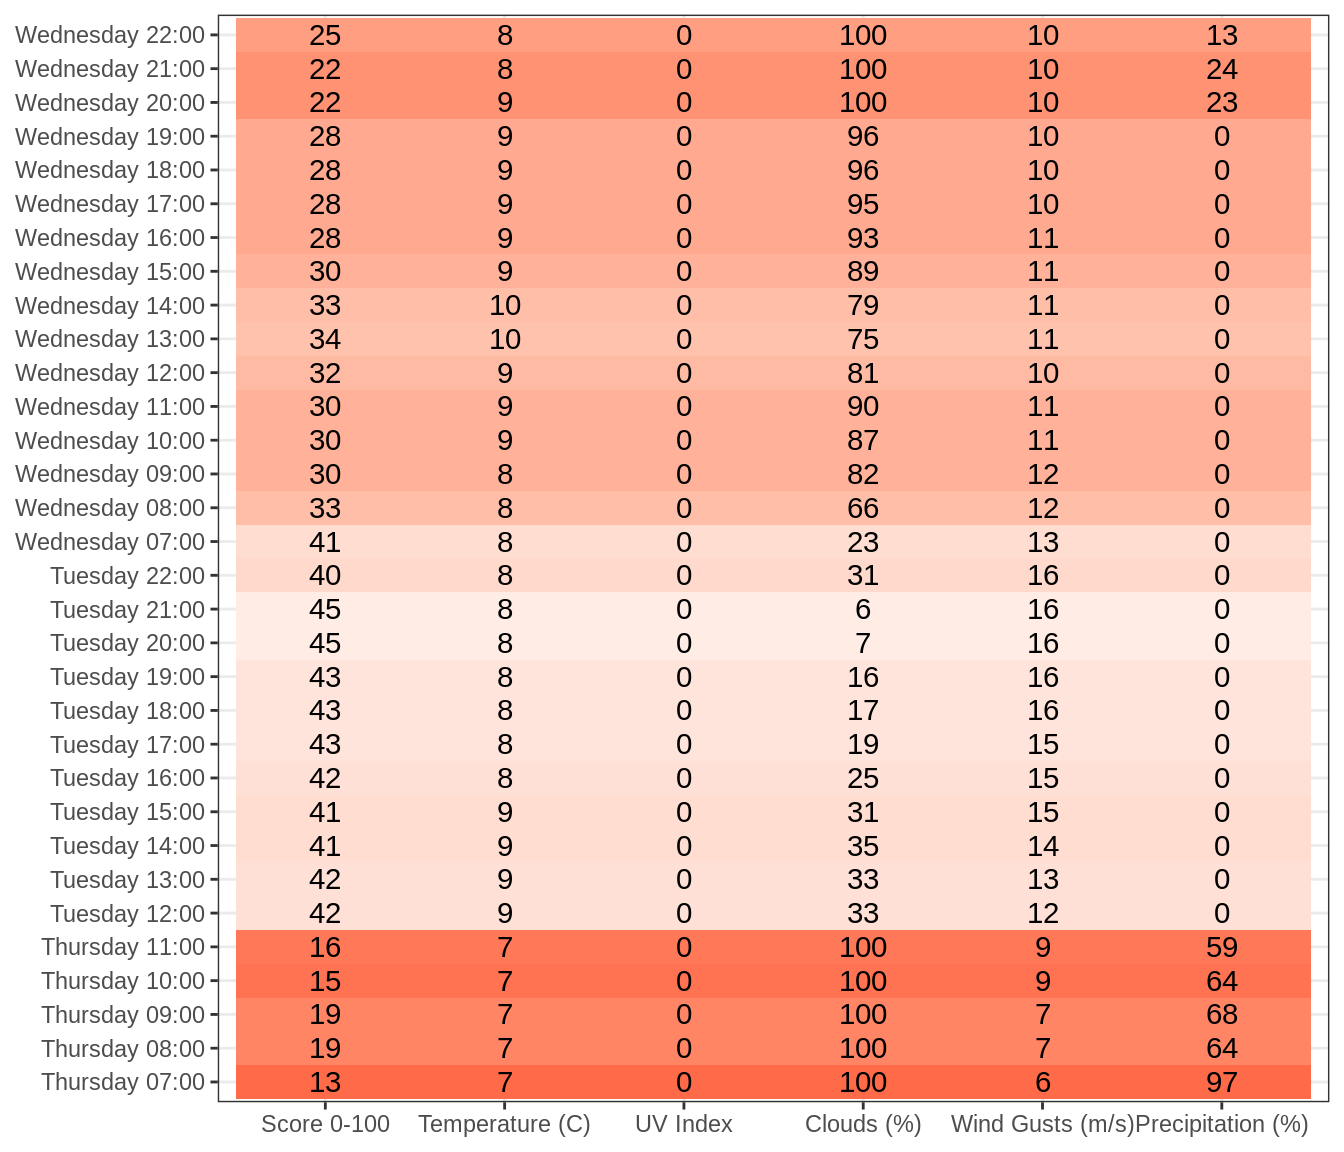 Wednesday 22:00 25 8 0 100 10 13
Wednesday 21:00 22 8 0 100 10 24
Wednesday 20:00 22 9 0 100 10 23
Wednesday 19:00 28 9 0 96 10 0
Wednesday 18:00 28 9 0 96 10 0
Wednesday 17:00 28 9 0 95 10 0
Wednesday 16:00 28 9 0 93 11 0
Wednesday 15:00 30 9 0 89 11 0
Wednesday 14:00 33 10 0 79 11 0
Wednesday 13:00 34 10 0 75 11 0
Wednesday 12:00 32 9 0 81 10 0
Wednesday 11:00 30 9 0 90 11 0
Wednesday 10:00 30 9 0 87 11 0
Wednesday 09:00 30 8 0 82 12 0
Wednesday 08:00 33 8 0 66 12 0
Wednesday 07:00 41 8 0 23 13 0
Tuesday 22:00 40 8 0 31 16 0
Tuesday 21:00 45 8 0 6 16 0
Tuesday 20:00 45 8 0 7 16 0
Tuesday 19:00 43 8 0 16 16 0
Tuesday 18:00 43 8 0 17 16 0
Tuesday 17:00 43 8 0 19 15 0
Tuesday 16:00 42 8 0 25 15 0
Tuesday 15:00 41 9 0 31 15 0
Tuesday 14:00 41 9 0 35 14 0
Tuesday 13:00 42 9 0 33 13 0
Tuesday 12:00 42 9 0 33 12 0
Thursday 11:00 16 7 0 100 9 59
Thursday 10:00 15 7 0 100 9 64
Thursday 09:00 19 7 0 100 7 68
Thursday 08:00 19 7 0 100 7 64
Thursday 07:00 13 7 0 100 6 97
Score 0-100 Temperature (C) UV Index Clouds (%) Wind Gusts (m/s) Precipitation (%)